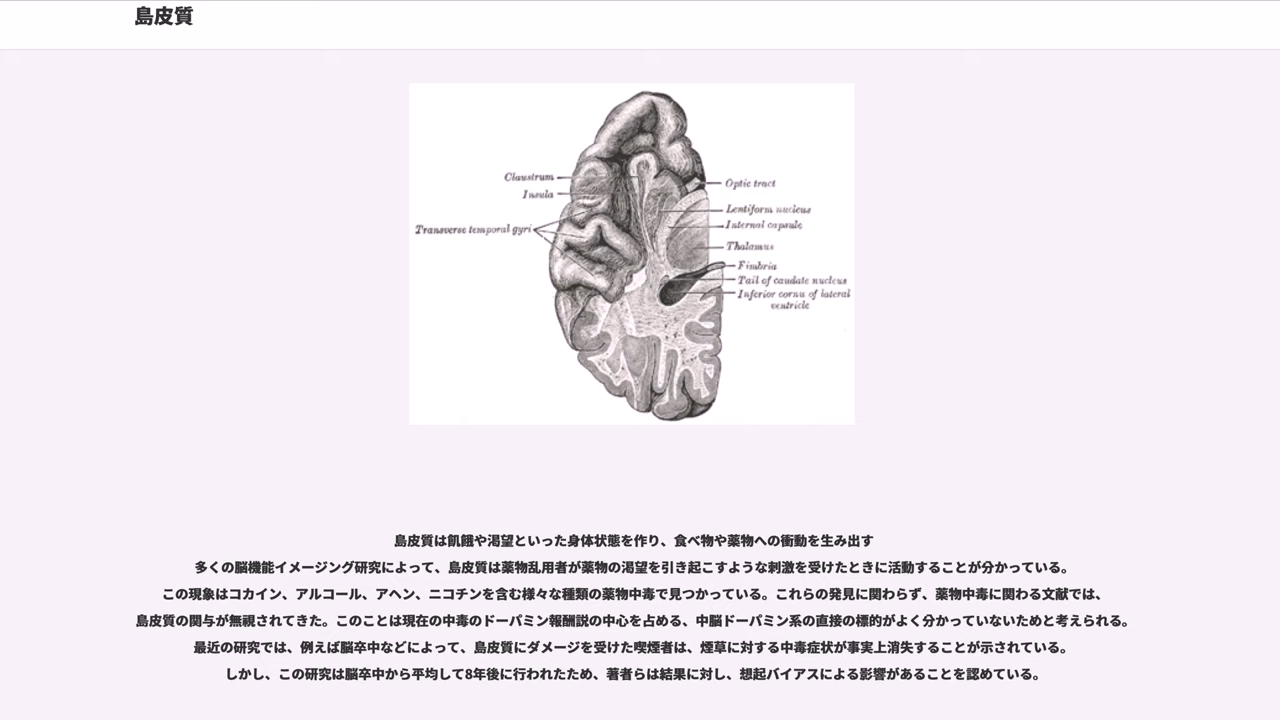 島皮質
Claustrum
Insula
Transverse temporal gyri
Optic tract
Lentiform nucleus
Internal capsule
Thalamus
Fimbria
Tail of caudate nucleus
Inferior cornu of lateral
ventricle
島皮質は飢餓や渇望といった身体状態を作り、食べ物や薬物への衝動を生み出す
多くの脳機能イメージング研究によって、島皮質は薬物乱用者が薬物の渇望を引き起こすような刺激を受けたときに活動することが分かっている。
この現象はコカイン、アルコール、アヘン、ニコチンを含む様々な種類の薬物中毒で見つかっている。これらの発見に関わらず、薬物中毒に関わる文献では、
島皮質の関与が無視されてきた。このことは現在の中毒のドーパミン報酬説の中心を占める、中脳ドーパミン系の直接の標的がよく分かっていないためと考えられる。
最近の研究では、例えば脳卒中などによって、島皮質にダメージを受けた喫煙者は、煙草に対する中毒症状が事実上消失することが示されている。
しかし、この研究は脳卒中から平均して8年後に行われたため、著者らは結果に対し、想起バイアスによる影響があることを認めている。